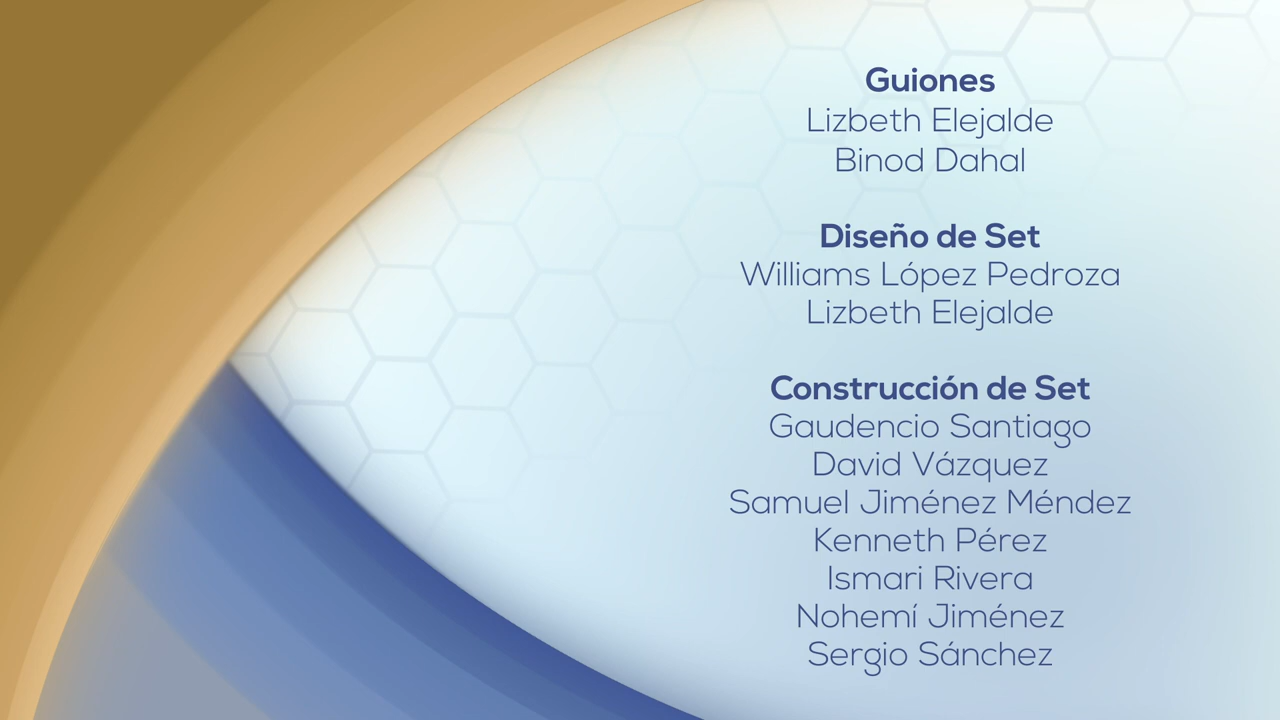 Guiones
Lizbeth Elejalde
Binod Dahal
Diseño de Set
Williams López Pedroza
Lizbeth Elejalde
Construcción de Set
Gaudencio Santiago
David Vázquez
Samuel Jiménez Méndez
Kenneth Pérez
Ismari Rivera
Nohemí Jiménez
Sergio Sánchez